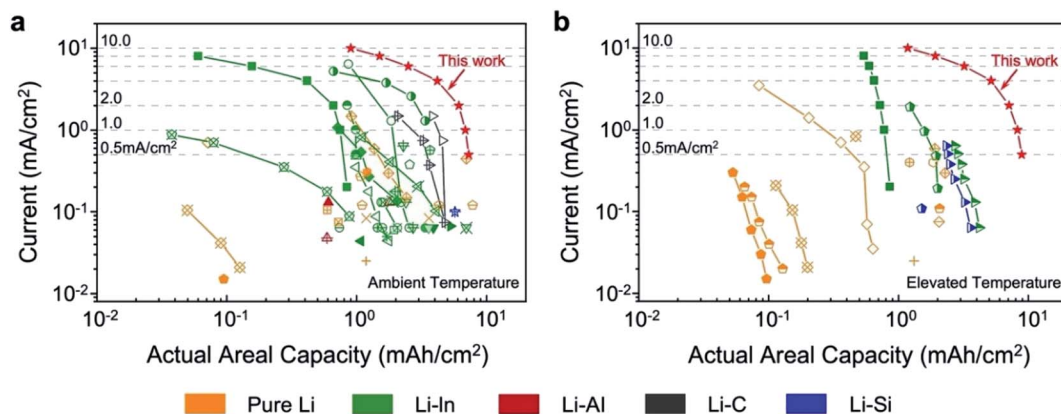 a
10.0
This work
2.0
1.0
0.5mA/cm²
Ambient Temperature
10¹
10⁰
10⁻¹
10⁻²
Current (mA/cm²)
10⁻²
10⁻¹
10⁰
10¹
Actual Areal Capacity (mAh/cm²)
b
10.0
This work
2.0
1.0
0.5mA/cm²
Elevated Temperature
10¹
10⁰
10⁻¹
10⁻²
Current (mA/cm²)
10⁻²
10⁻¹
10⁰
10¹
Actual Areal Capacity (mAh/cm²)
Pure Li
Li-In
Li-Al
Li-C
Li-Si